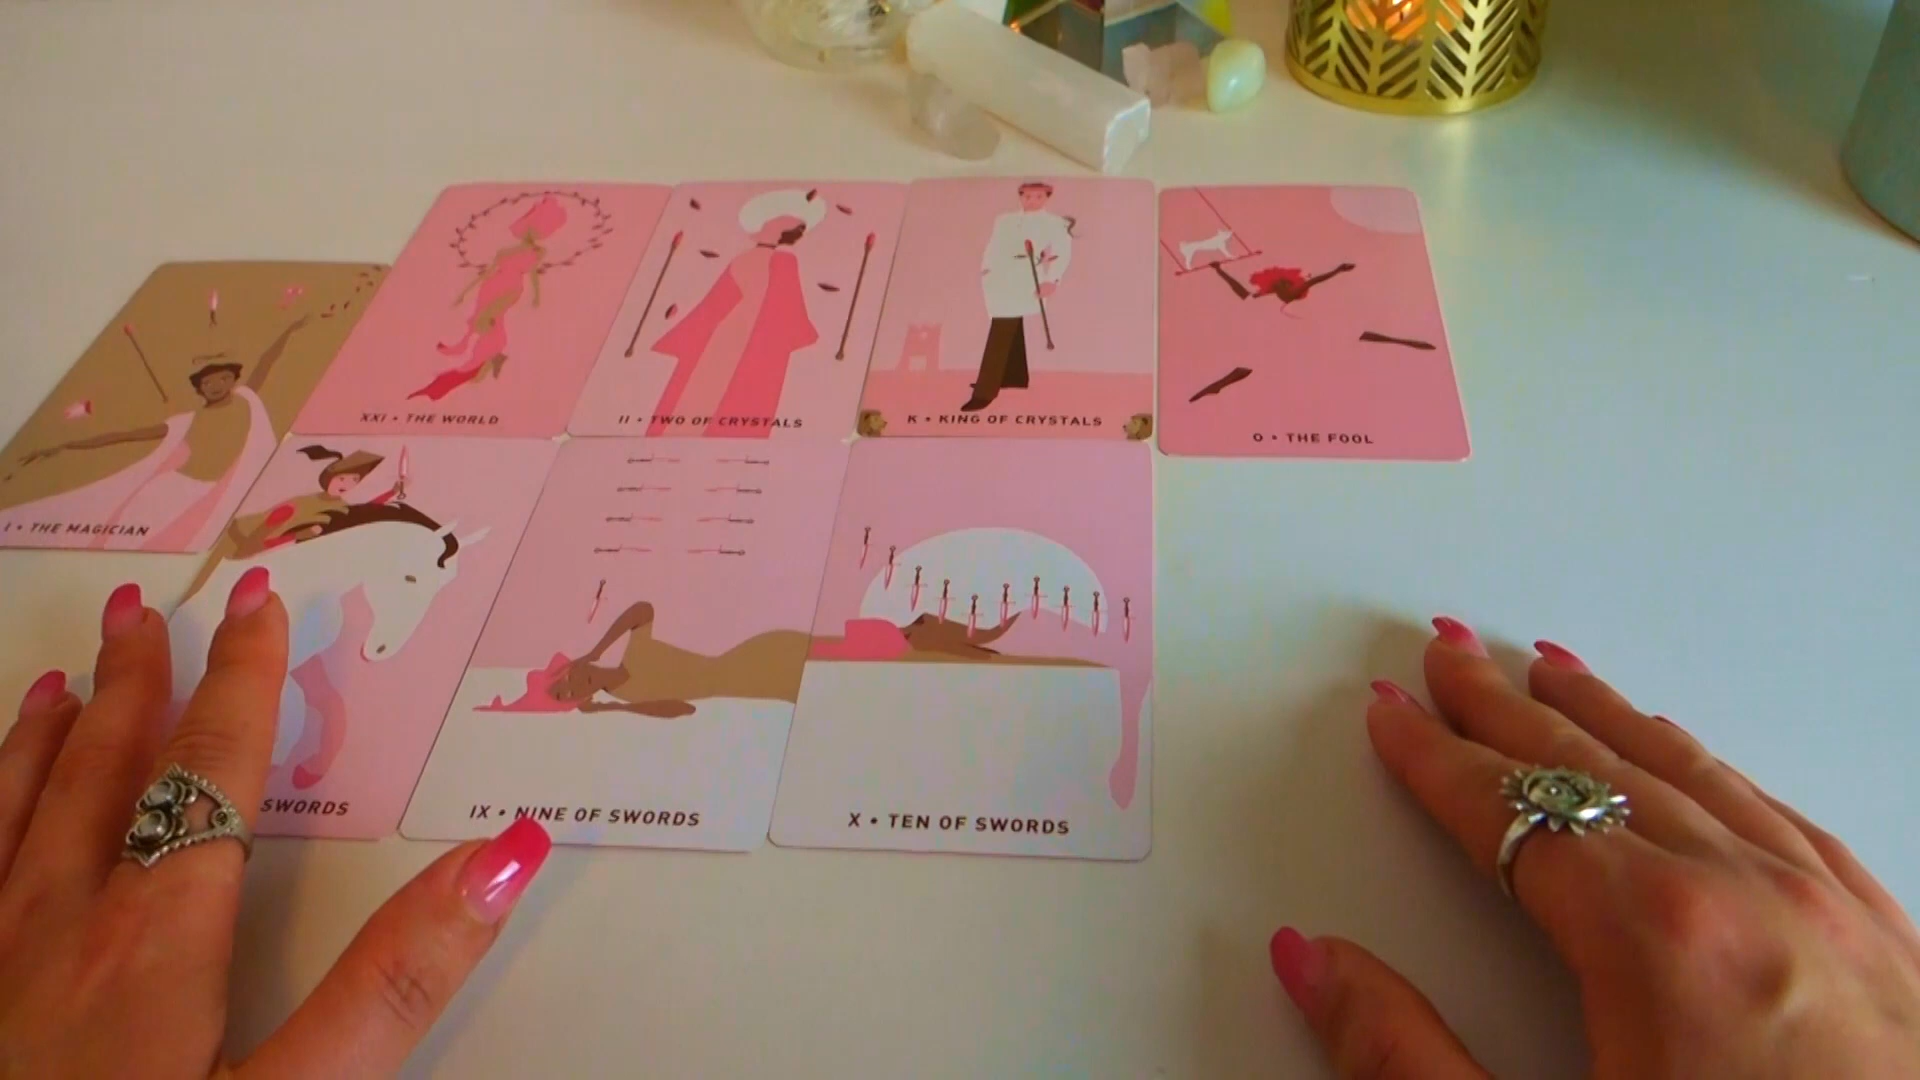 I • THE MAGICIAN
XXI • THE WORLD
II • TWO OF CRYSTALS
K • KING OF CRYSTALS
0 • THE FOOL
SWORDS
IX • NINE OF SWORDS
X • TEN OF SWORDS